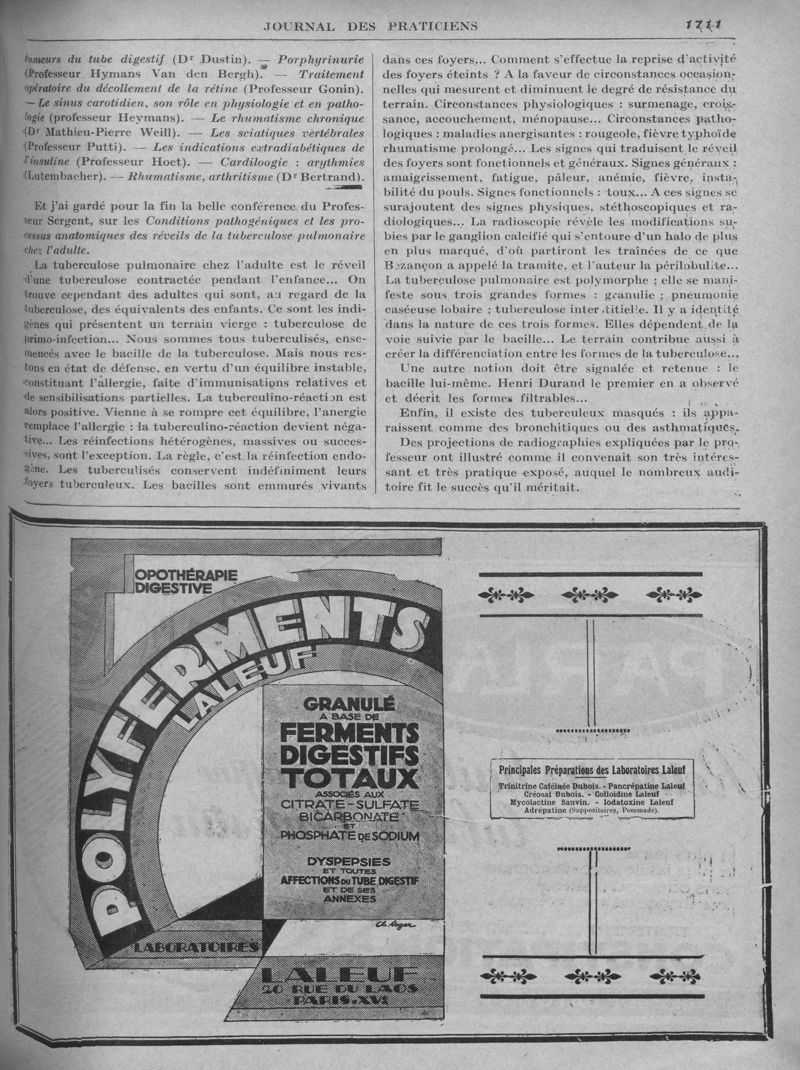 JOURNAL DES PRATICIENS
1711
tumeurs du tube digestif (Dr Dustin). — Porphyrinurie
(Professeur Hymans Van den Bergh). — Traitement
opératoire du décollement de la rétine (Professeur Gonin).
— Le sinus carotidien, son rôle en physiologie et en patho-
logie (professeur Heymans). — Le rhumatisme chronique
(Dr Mathieu-Pierre Weill). — Les sciatiques vertébrales
(Professeur Putti). — Les indications extradiabétiques de
l'insuline (Professeur Hoet). — Cardiloogie : arythmies
(Lutembacher). — Rhumatisme, arthritisme (Dr Bertrand).
Et j'ai gardé pour la fin la belle conférence du Profes-
seur Sergent, sur les Conditions pathogéniques et les pro-
cessus anatomiques des réveils de la tuberculose pulmonaire
chez l'adulte.
La tuberculose pulmonaire chez l'adulte est le réveil
d'une tuberculose contractée pendant l'enfance... On
trouve cependant des adultes qui sont, au regard de la
tuberculose, des équivalents des enfants. Ce sont les indi-
gènes qui présentent un terrain vierge : tuberculose de
primo-infection... Nous sommes tous tuberculisés, ense-
mencés avec le bacille de la tuberculose. Mais nous res-
tons en état de défense, en vertu d'un équilibre instable,
constituant l'allergie, faite d'immunisations relatives et
de sensibilisations partielles. La tuberculino-réaction est
alors positive. Vienne à se rompre cet équilibre, l'anergie
remplace l'allergie : la tuberculino-réaction devient néga-
tive... Les réinfections hétérogènes, massives ou succes-
sives, sont l'exception. La règle, c'est la réinfection endo-
gène. Les tuberculisés conservent indéfiniment leurs
foyers tuberculeux. Les bacilles sont emmurés vivants
dans ces foyers... Comment s'effectue la reprise d'activité
des foyers éteints ? A la faveur de circonstances occasion-
nelles qui mesurent et diminuent le degré de résistance du
terrain. Circonstances physiologiques : surmenage, crois-
sance, accouchement, ménopause... Circonstances patho-
logiques : maladies anergisantes : rougeole, fièvre typhoïde
rhumatisme prolongé... Les signes qui traduisent le réveil
des foyers sont fonctionnels et généraux. Signes généraux :
amaigrissement, fatigue, pâleur, anémie, fièvre, insta-
bilité du pouls. Signes fonctionnels : toux... A ces signes se
surajoutent des signes physiques, stéthoscopiques et ra-
diologiques... La radioscopie révèle les modifications su-
bies par le ganglion calcifié qui s'entoure d'un halo de plus
en plus marqué, d'où partiront les traînées de ce que
Bezançon a appelé la tramite, et l'auteur la périlobulite...
La tuberculose pulmonaire est polymorphe : elle se mani-
feste sous trois grandes formes : granulie ; pneumonie
caséeuse lobaire ; tuberculose interstitielle. Il y a identité
dans la nature de ces trois formes. Elles dépendent de la
voie suivie par le bacille... Le terrain contribue aussi à
créer la différenciation entre les formes de la tuberculose...
Une autre notion doit être signalée et retenue : le
bacille lui-même. Henri Durand le premier en a observé
et décrit les formes filtrables...
Enfin, il existe des tuberculeux masqués : ils appa-
raissent comme des bronchitiques ou des asthmatiques.
Des projections de radiographies expliquées par le pro-
fesseur ont illustré comme il convenait son très intéres-
sant et très pratique exposé, auquel le nombreux audi-
toire fit le succès qu'il méritait.
OPOTHÉRAPIE
DIGESTIVE
POLYFERMENTS
LALEUF
GRANULÉ
A BASE DE
FERMENTS
DIGESTIFS
TOTAUX
ASSOCIÉS AUX
CITRATE-SULFATE
BICARBONATE
ET
PHOSPHATE DE SODIUM
DYSPEPSIES
ET TOUTES
AFFECTIONS DU TUBE DIGESTIF
ET DE SES
ANNEXES
Ch. Loger
LABORATOIRES
LALEUF
20 RUE DU LAOS
PARIS-XVe
Principales Préparations des Laboratoires Laleuf
Trinitrine Caféinée Dubois. - Pancrépatine Laleuf
Créosal Dubois. - Colloïdine Laleuf
Mycolactine Sauvin. - Iodatoxine Laleuf
Adrépatine (Suppositoires, Pommade).